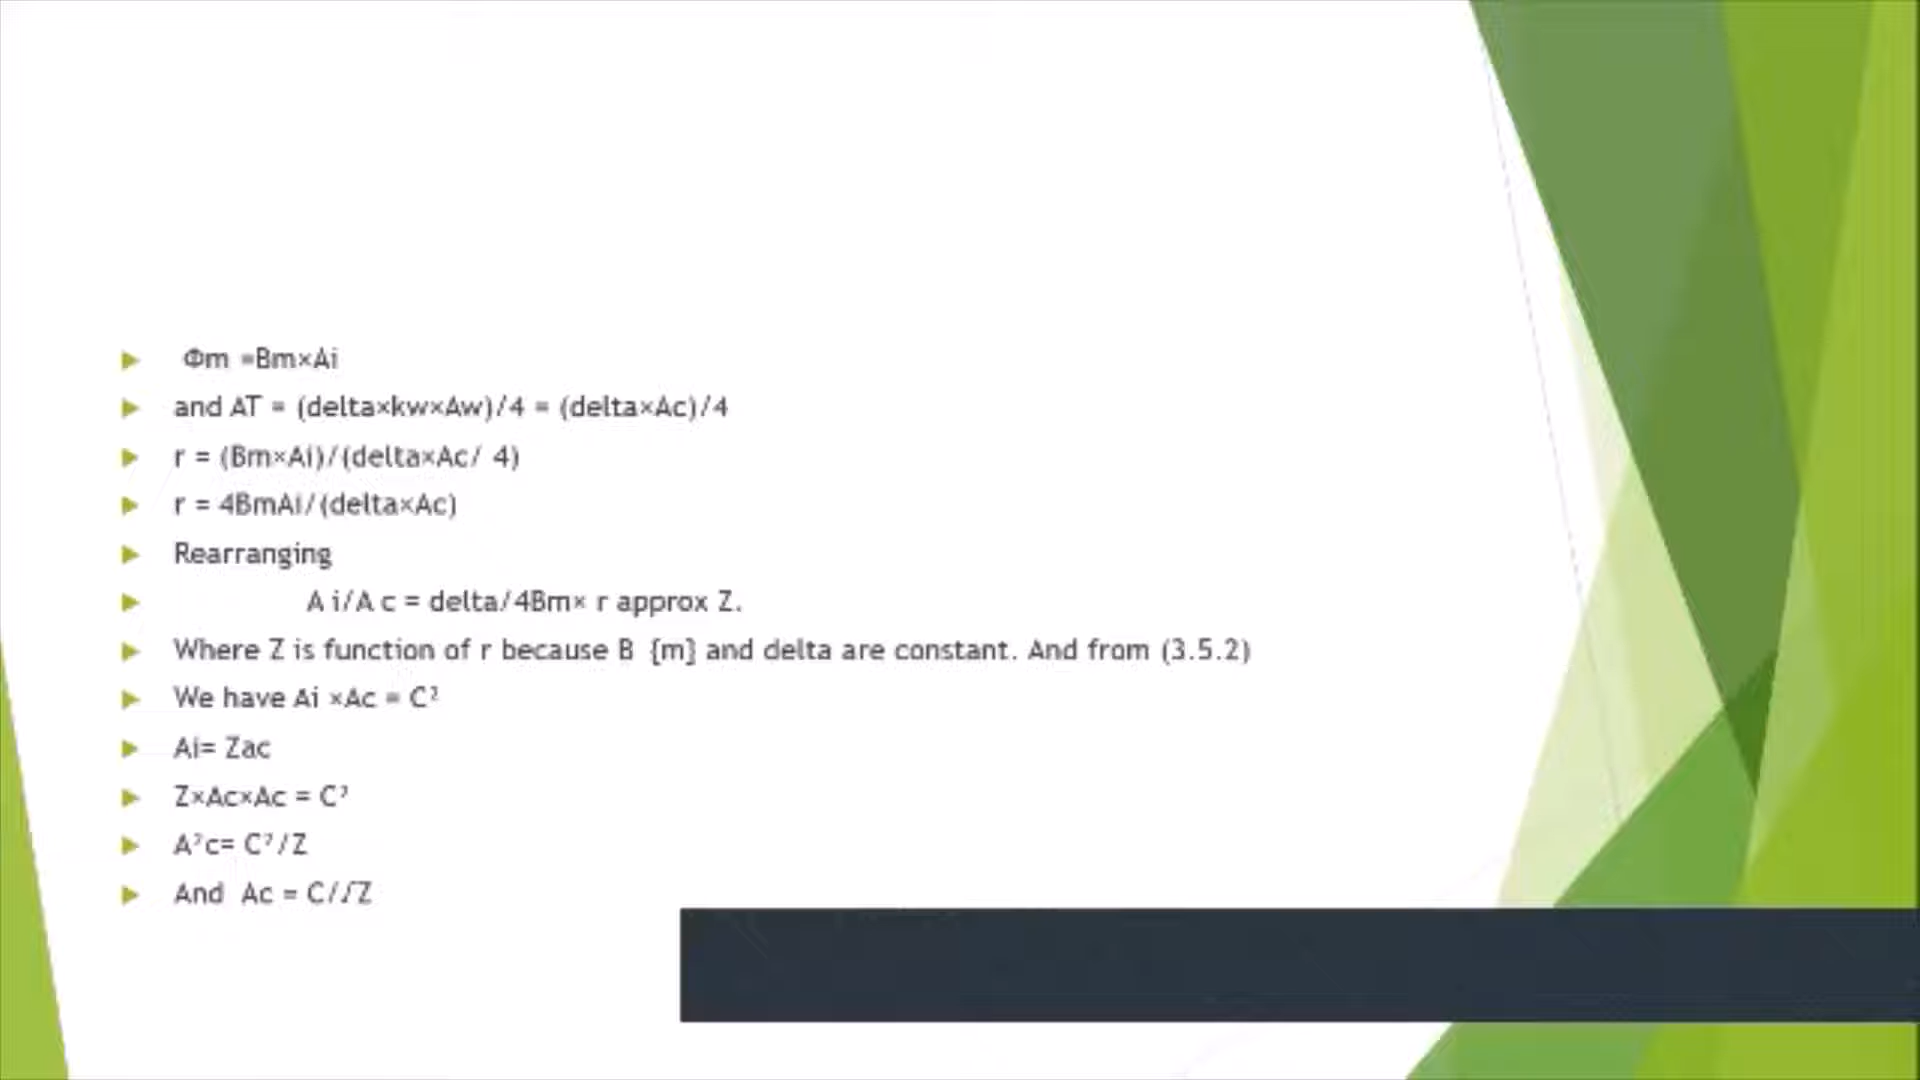 Φm =Bm×Ai
and AT = (delta×kw×Aw)/4 = (delta×Ac)/4
r = (Bm×Ai)/(delta×Ac/ 4)
r = 4BmAi/(delta×Ac)
Rearranging
A i/A c = delta/4Bm× r approx Z.
Where Z is function of r because B {m} and delta are constant. And from (3.5.2)
We have Ai ×Ac = C²
Ai= Zac
Z×Ac×Ac = C²
A²c= C²/Z
And Ac = C/√Z